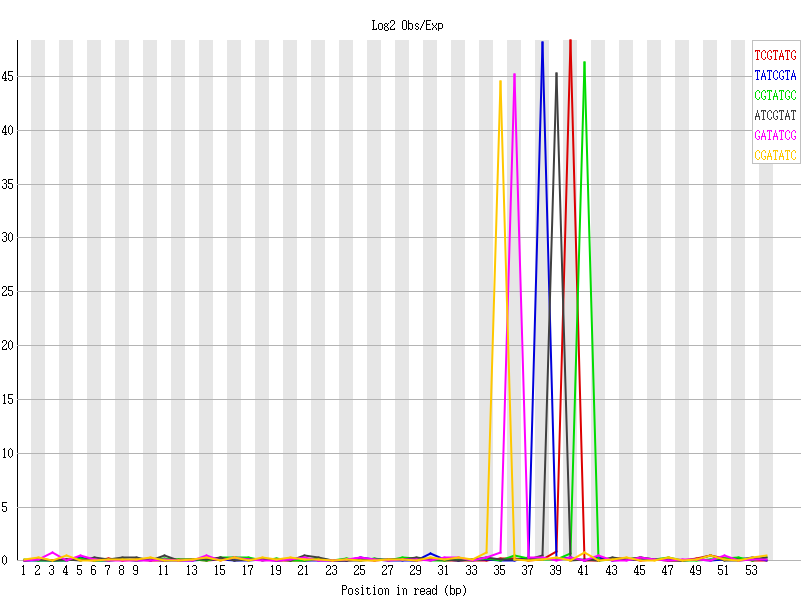 Log2 Obs/Exp
TCGTATG
TATCGTA
CGTATGC
ATCGTAT
GATATCG
CGATATC
45
40
35
30
25
20
15
10
5
0
1 2 3 4 5 6 7 8 9 11 13 15 17 19 21 23 25 27 29 31 33 35 37 39 41 43 45 47 49 51 53
Position in read (bp)